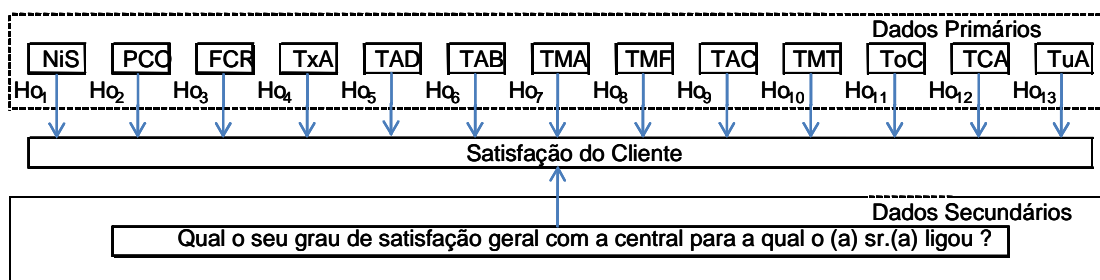 Dados Primários
NiS PCO FCR TxA TAD TAB TMA TMF TAC TMT ToC TCA TuA
Ho1 Ho2 Ho3 Ho4 Ho5 Ho6 Ho7 Ho8 Ho9 Ho10 Ho11 Ho12 Ho13
Satisfação do Cliente
Dados Secundários
Qual o seu grau de satisfação geral com a central para a qual o (a) sr.(a) ligou ?